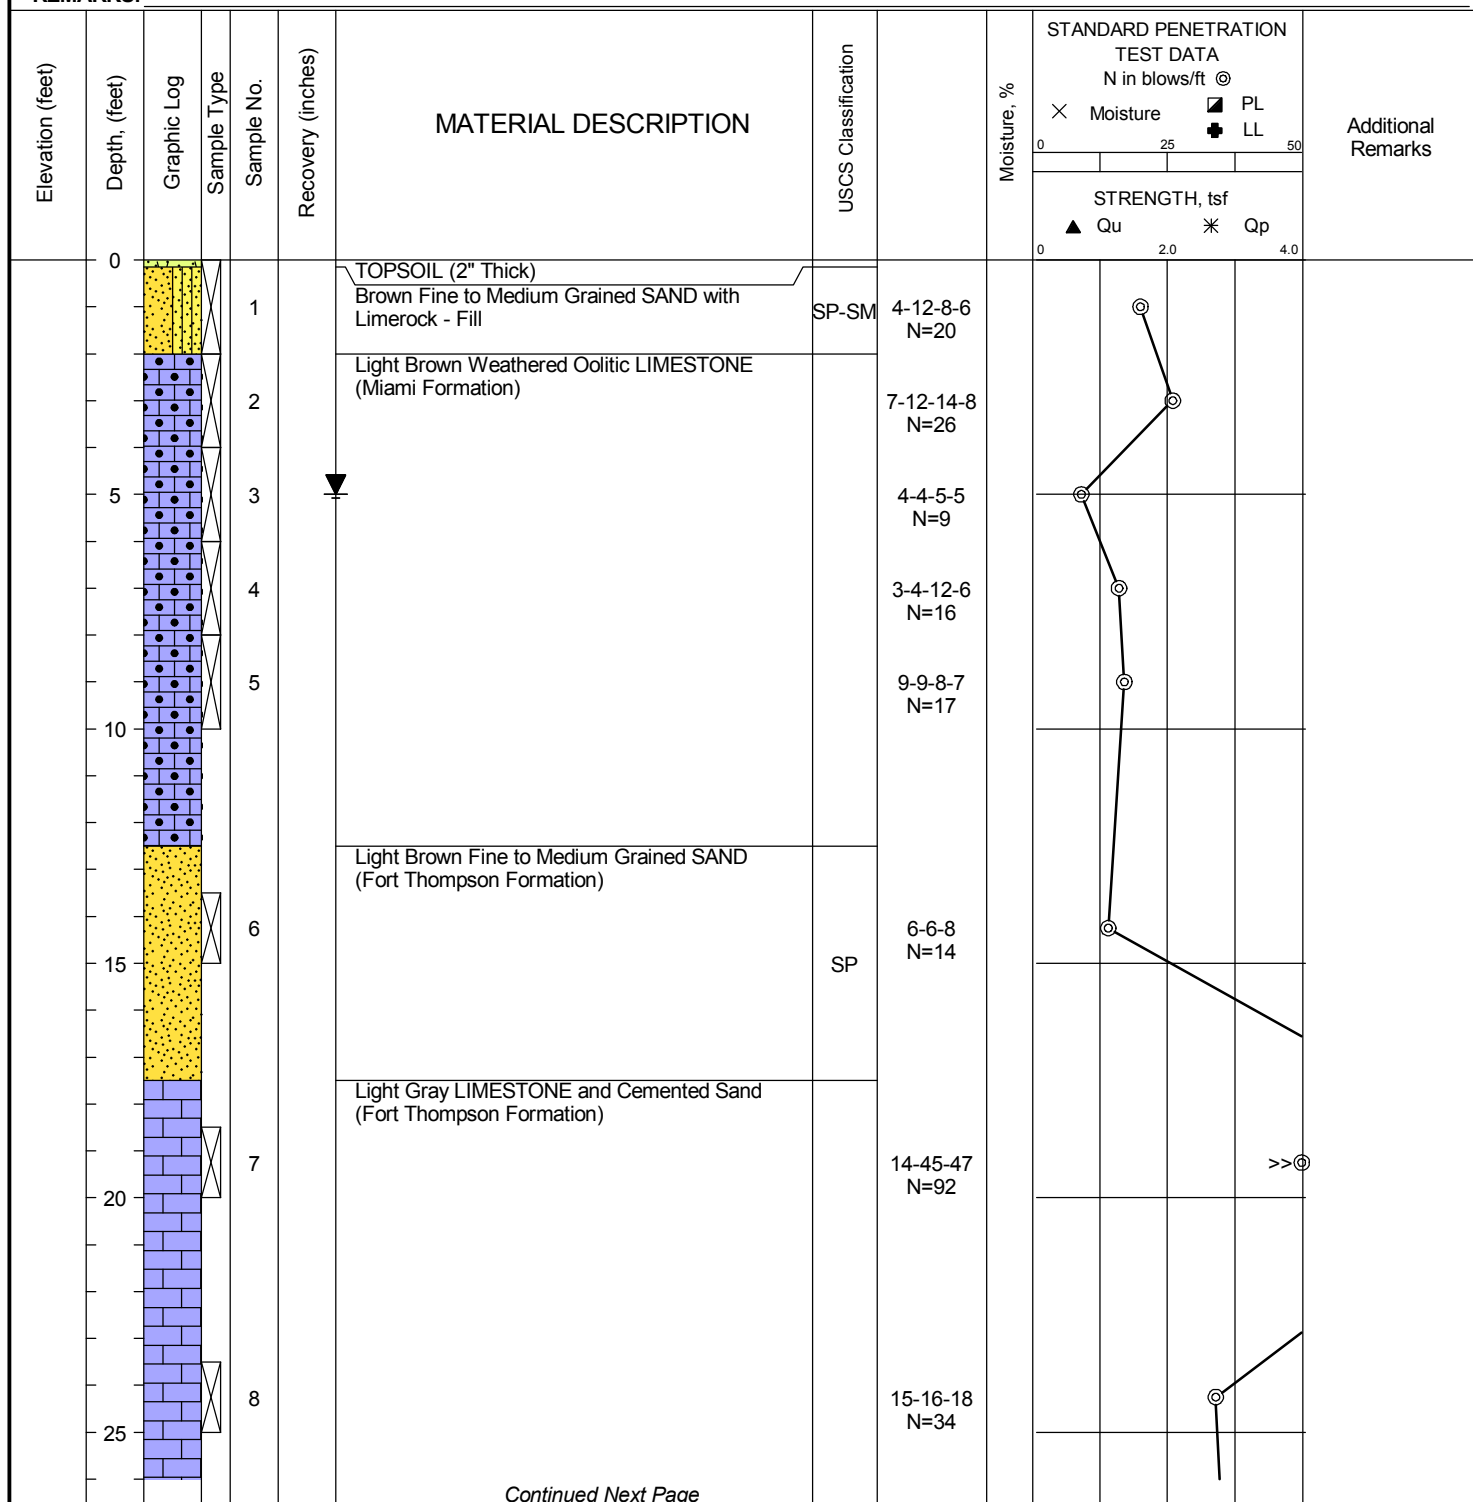 REMARKS:
Elevation (feet)
Depth, (feet)
Graphic Log
Sample Type
Sample No.
Recovery (inches)
MATERIAL DESCRIPTION
USCS Classification
Moisture, %
STANDARD PENETRATION
TEST DATA
N in blows/ft
Moisture
PL
LL
0 25 50
STRENGTH, tsf
Qu Qp
0 2.0 4.0
Additional
Remarks
0
TOPSOIL (2" Thick)
Brown Fine to Medium Grained SAND with
Limerock - Fill
1
SP-SM
4-12-8-6
N=20
Light Brown Weathered Oolitic LIMESTONE
(Miami Formation)
2
7-12-14-8
N=26
5
3
4-4-5-5
N=9
4
3-4-12-6
N=16
5
9-9-8-7
N=17
10
Light Brown Fine to Medium Grained SAND
(Fort Thompson Formation)
6
6-6-8
N=14
15
SP
Light Gray LIMESTONE and Cemented Sand
(Fort Thompson Formation)
7
14-45-47
N=92
>>
20
8
15-16-18
N=34
25
Continued Next Page